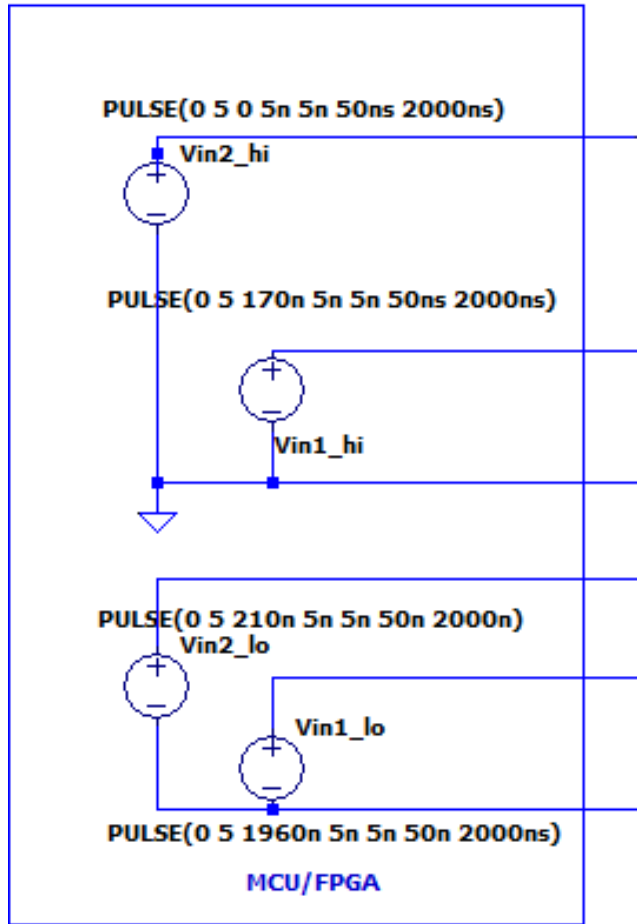 PULSE(0 5 0 5n 5n 50ns 2000ns)
Vin2_hi
PULSE(0 5 170n 5n 5n 50ns 2000ns)
Vin1_hi
PULSE(0 5 210n 5n 5n 50n 2000n)
Vin2_lo
Vin1_lo
PULSE(0 5 1960n 5n 5n 50n 2000ns)
MCU/FPGA